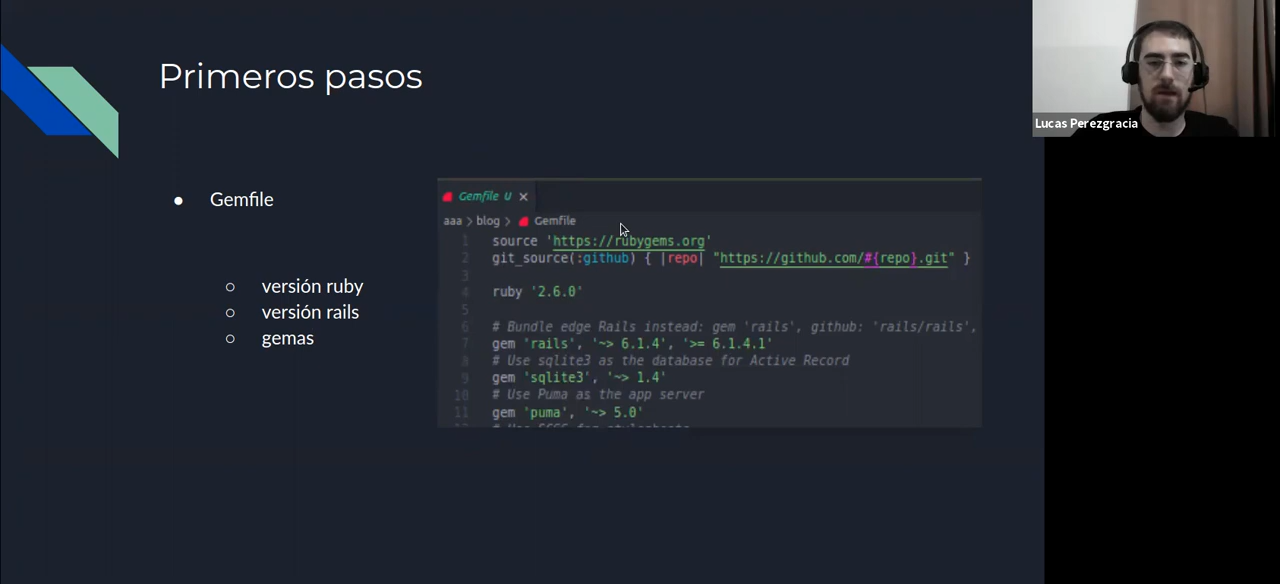 Primeros pasos
Lucas Perezgracia
● Gemfile
○ versión ruby
○ versión rails
○ gemas
Gemfile U ×
aaa > blog > Gemfile
1 source 'https://rubygems.org'
2 git_source(:github) { |repo| "https://github.com/#{repo}.git" }
3
4 ruby '2.6.0'
5
6 # Bundle edge Rails instead: gem 'rails', github: 'rails/rails',
7 gem 'rails', '~> 6.1.4', '>= 6.1.4.1'
8 # Use sqlite3 as the database for Active Record
9 gem 'sqlite3', '~> 1.4'
10 # Use Puma as the app server
11 gem 'puma', '~> 5.0'